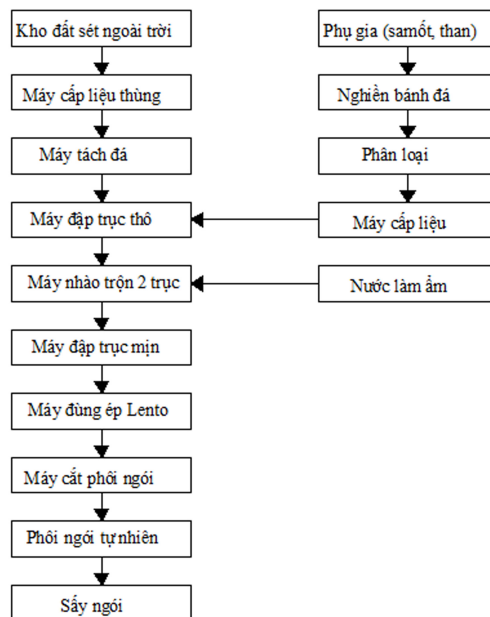 Kho đất sét ngoài trời
Phụ gia (samốt, than)
Máy cấp liệu thùng
Nghiền bánh đá
Máy tách đá
Phân loại
Máy đập trục thô
Máy cấp liệu
Máy nhào trộn 2 trục
Nước làm ẩm
Máy đập trục mịn
Máy đùng ép Lento
Máy cắt phôi ngói
Phôi ngói tự nhiên
Sấy ngói